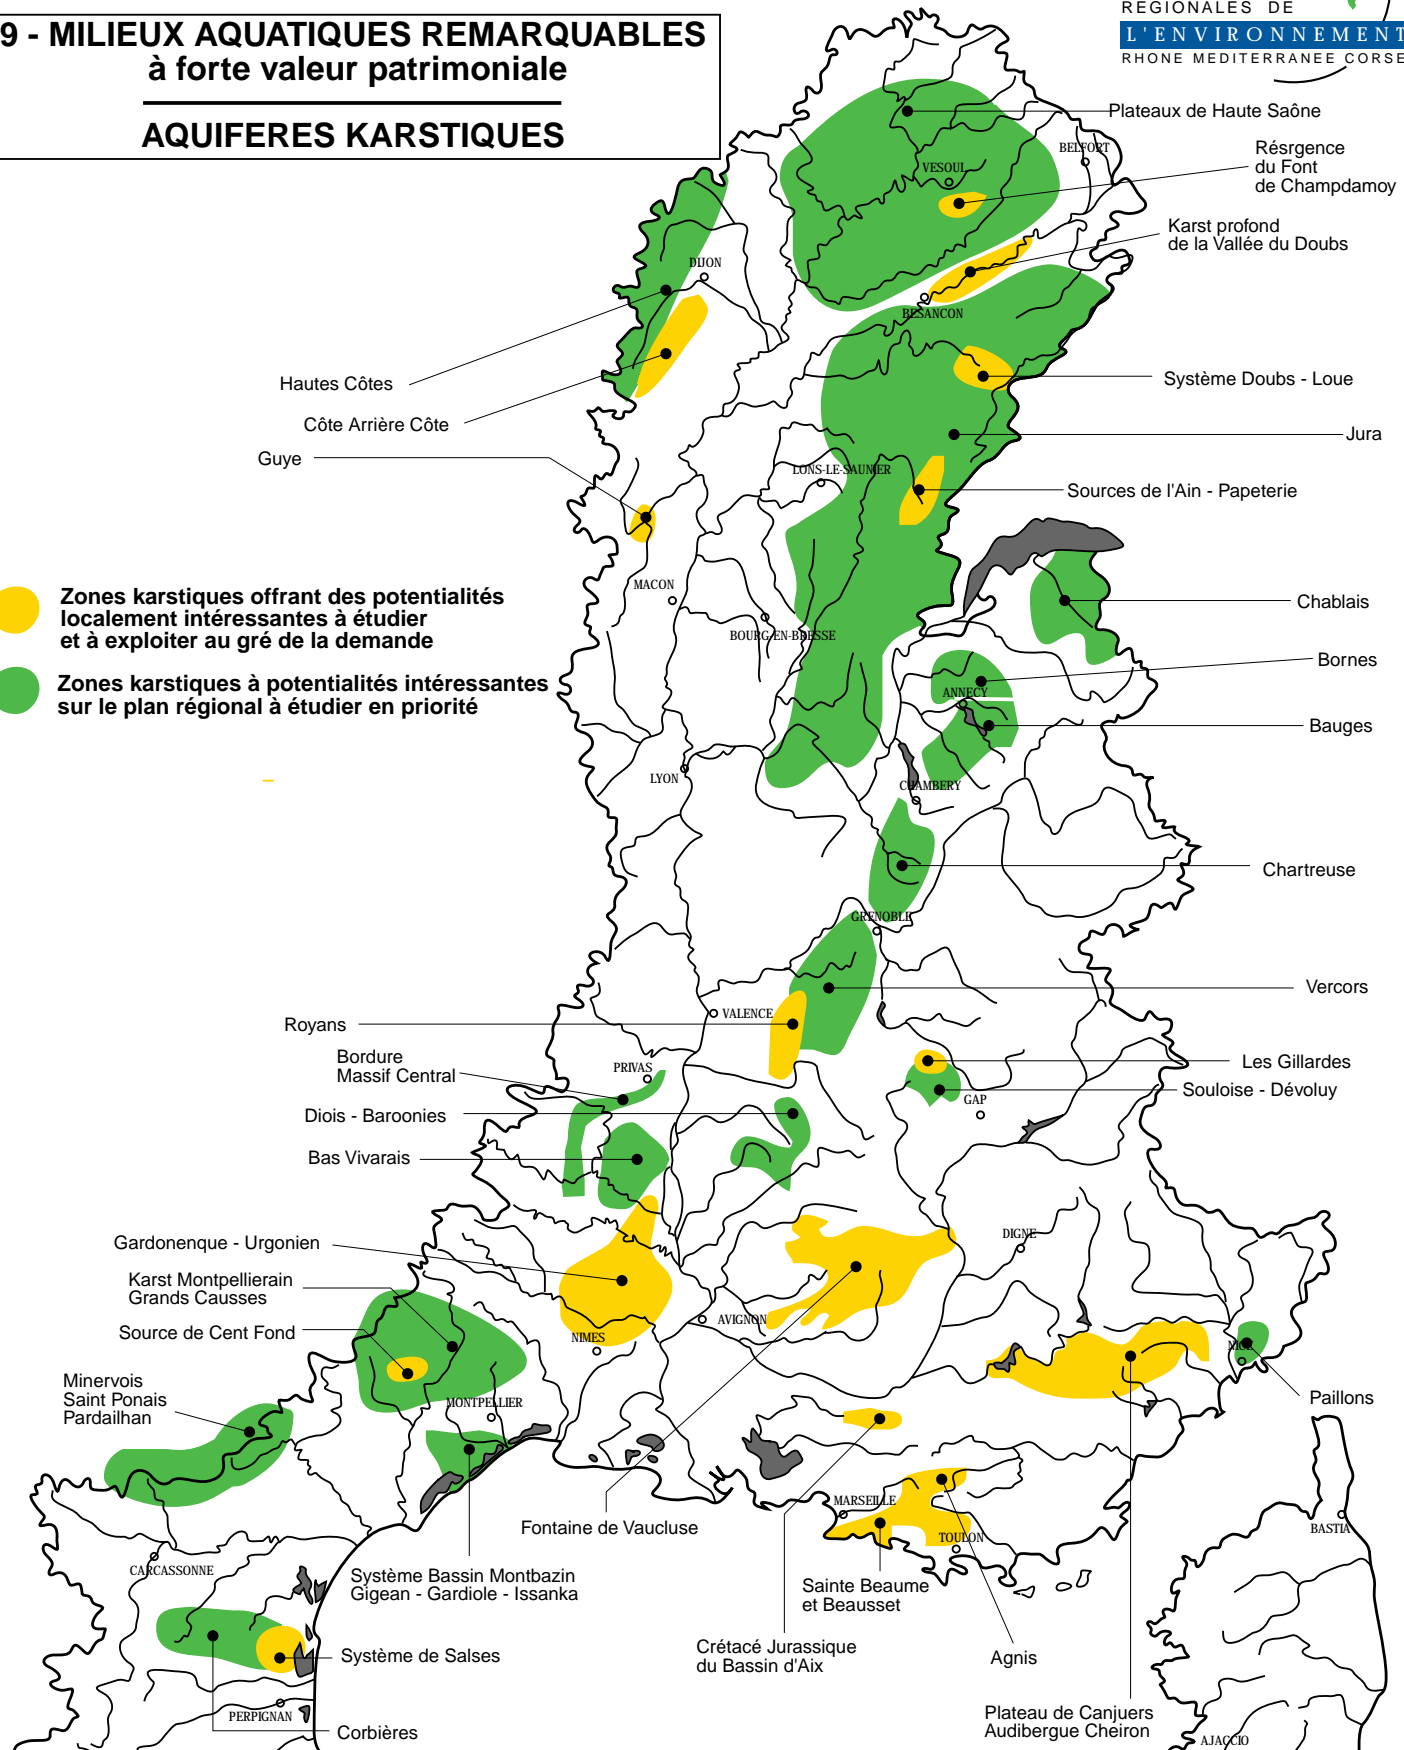 9 - MILIEUX AQUATIQUES REMARQUABLES
à forte valeur patrimoniale
AQUIFERES KARSTIQUES
REGIONALES DE
L'ENVIRONNEMENT
RHONE MEDITERRANEE CORSE
Plateaux de Haute Saône
BELFORT
VESOUL
Résrgence
du Font
de Champdamoy
Karst profond
de la Vallée du Doubs
DIJON
BESANCON
Hautes Côtes
Système Doubs - Loue
Côte Arrière Côte
Jura
Guye
LONS-LE-SAUNIER
Sources de l'Ain - Papeterie
MACON
Zones karstiques offrant des potentialités
localement intéressantes à étudier
et à exploiter au gré de la demande
Chablais
BOURG-EN-BRESSE
Bornes
Zones karstiques à potentialités intéressantes
sur le plan régional à étudier en priorité
ANNECY
Bauges
LYON
CHAMBERY
Chartreuse
GRENOBLE
Vercors
VALENCE
Royans
Bordure
Massif Central
PRIVAS
Les Gillardes
Souloise - Dévoluy
GAP
Diois - Baroonies
Bas Vivarais
Gardonenque - Urgonien
DIGNE
Karst Montpellierain
Grands Causses
AVIGNON
Source de Cent Fond
NIMES
NICE
Minervois
Saint Ponais
Pardailhan
MONTPELLIER
Paillons
MARSEILLE
Fontaine de Vaucluse
TOULON
BASTIA
CARCASSONNE
Système Bassin Montbazin
Gigean - Gardiole - Issanka
Sainte Beaume
et Beausset
Crétacé Jurassique
du Bassin d'Aix
Agnis
Système de Salses
PERPIGNAN
Corbières
Plateau de Canjuers
Audibergue Cheiron
AJACCIO